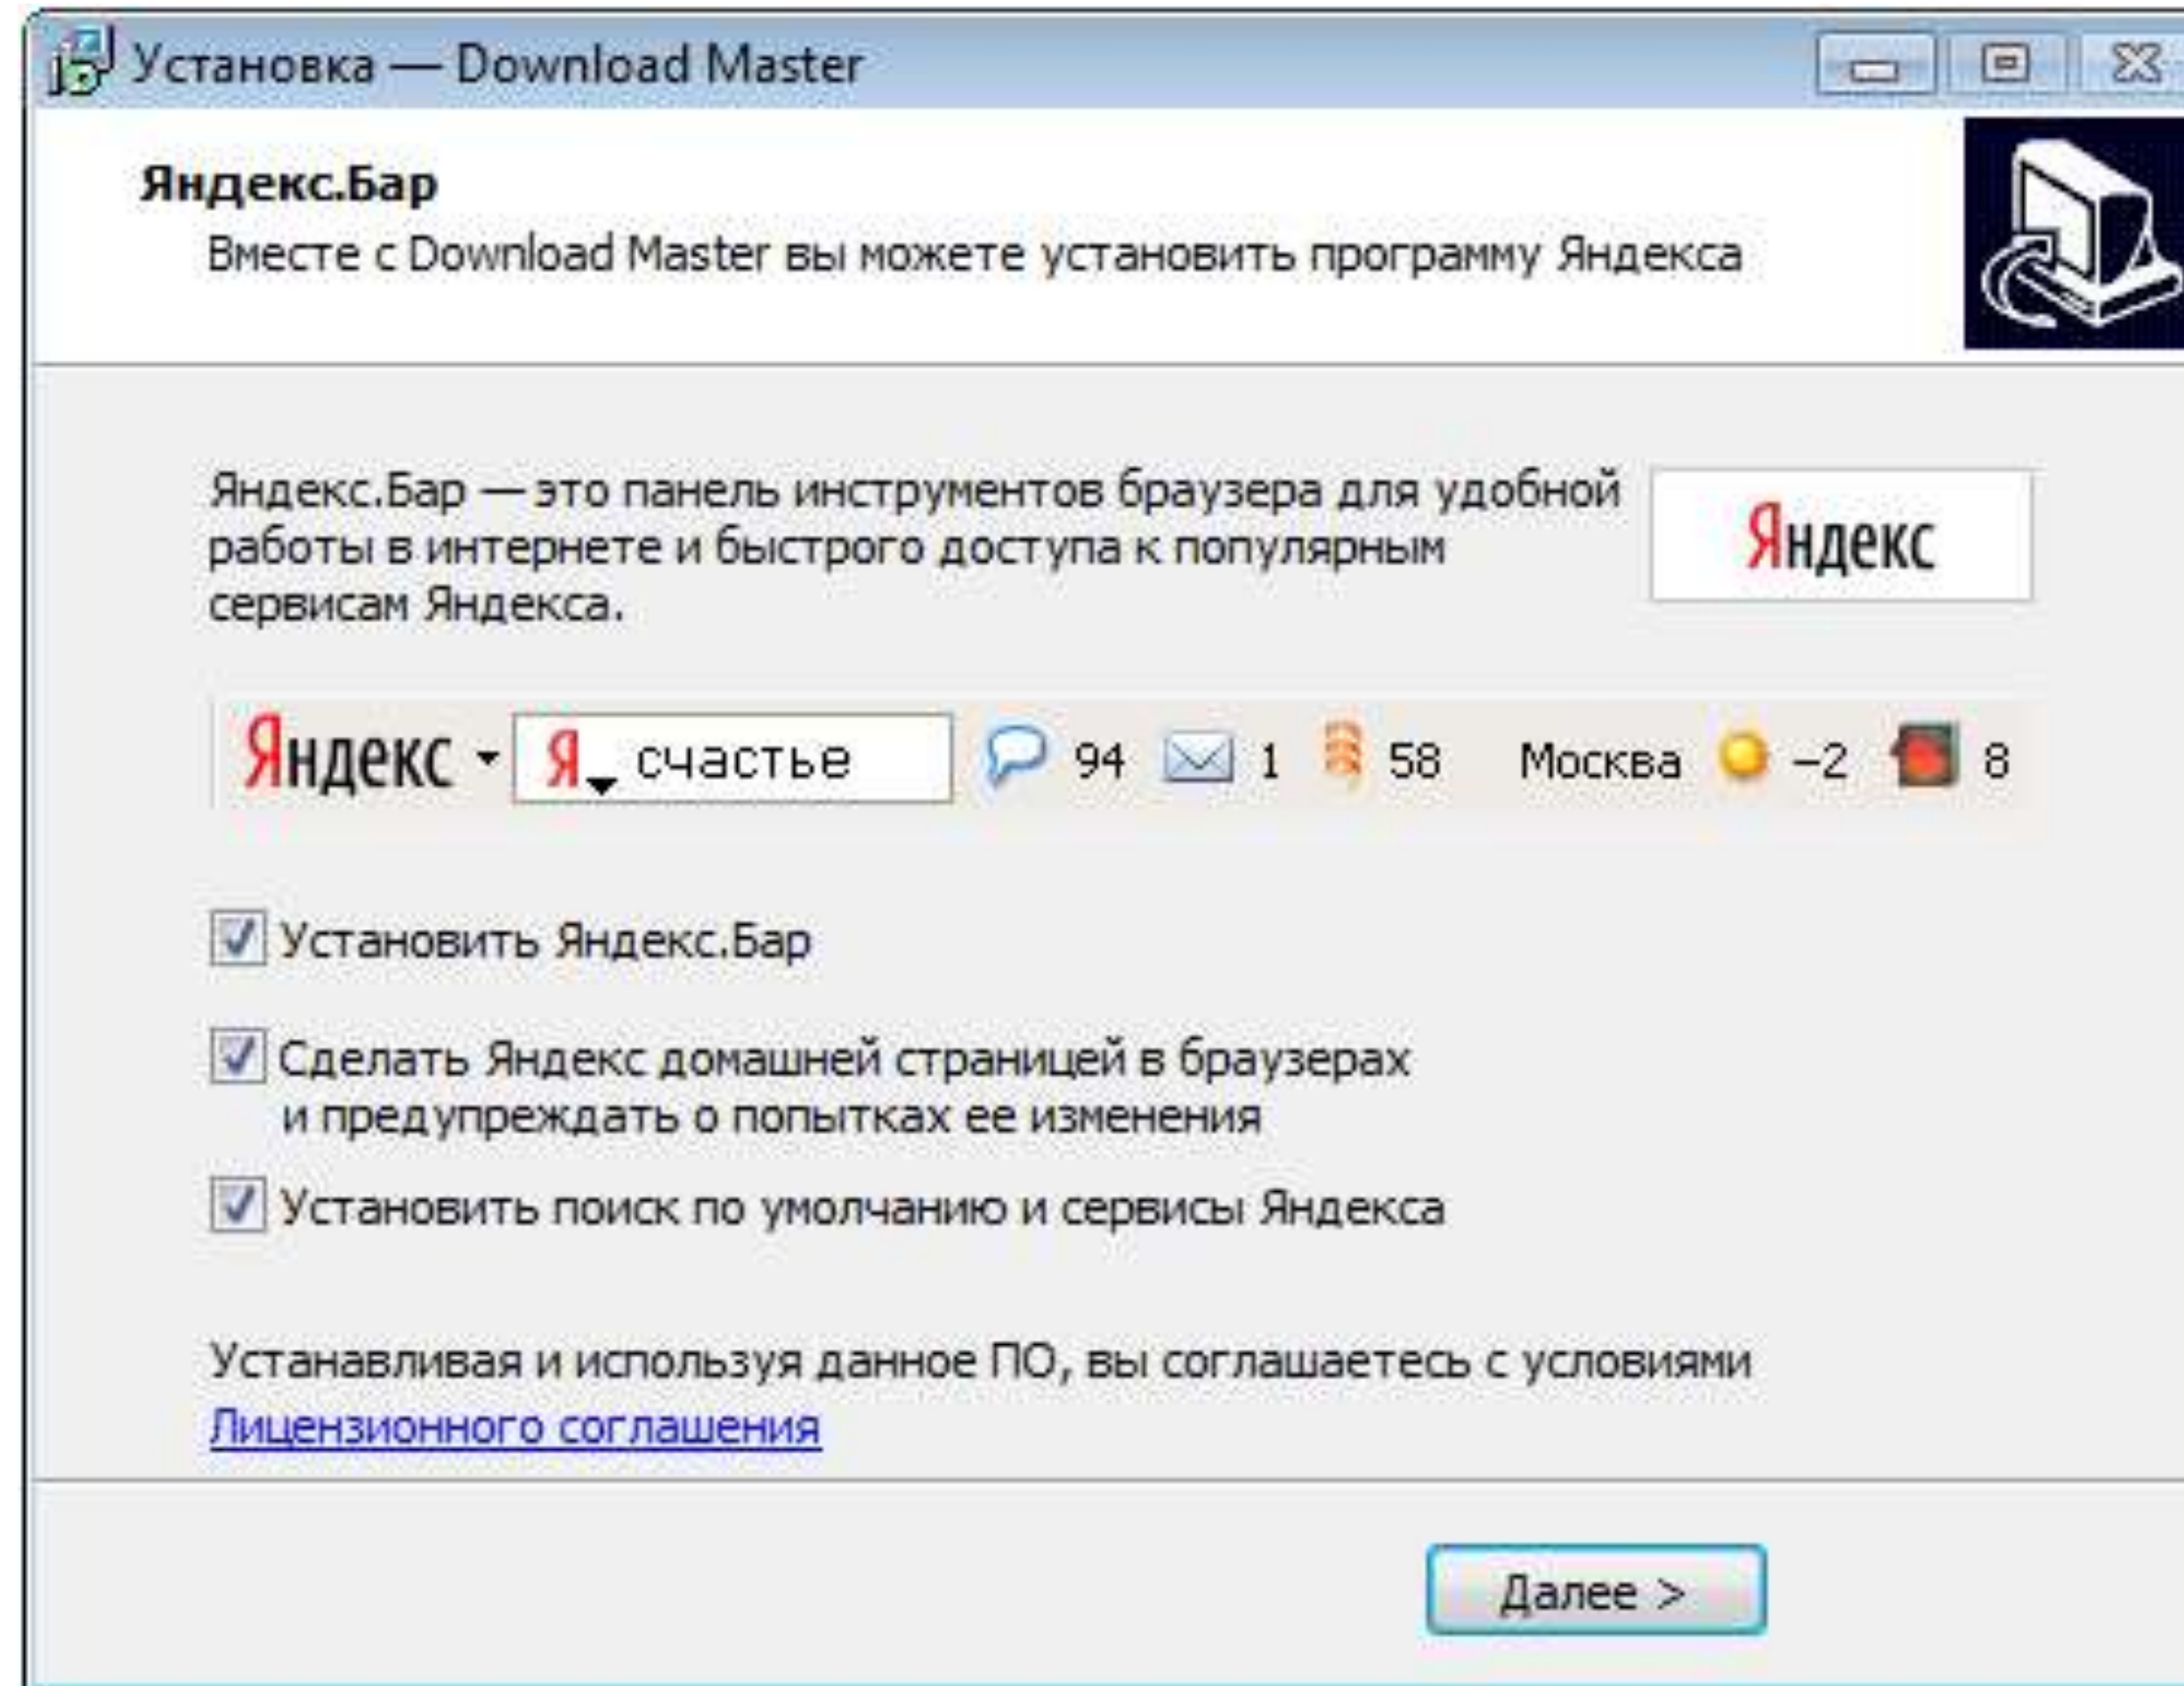 Установка — Download Master
Яндекс.Бар
Вместе с Download Master вы можете установить программу Яндекса
Яндекс.Бар — это панель инструментов браузера для удобной
работы в интернете и быстрого доступа к популярным
сервисам Яндекса.
Яндекс
Яндекс Я счастье 94 1 58 Москва −2 8
Установить Яндекс.Бар
Сделать Яндекс домашней страницей в браузерах
и предупреждать о попытках ее изменения
Установить поиск по умолчанию и сервисы Яндекса
Устанавливая и используя данное ПО, вы соглашаетесь с условиями
Лицензионного соглашения
Далее >